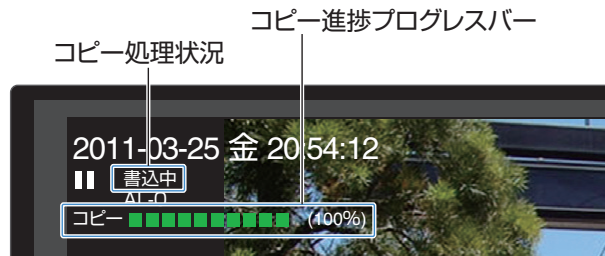 コピー進捗プログレスバー
コピー処理状況
2011-03-25 金 20:54:12
書込中
コピー (100%)